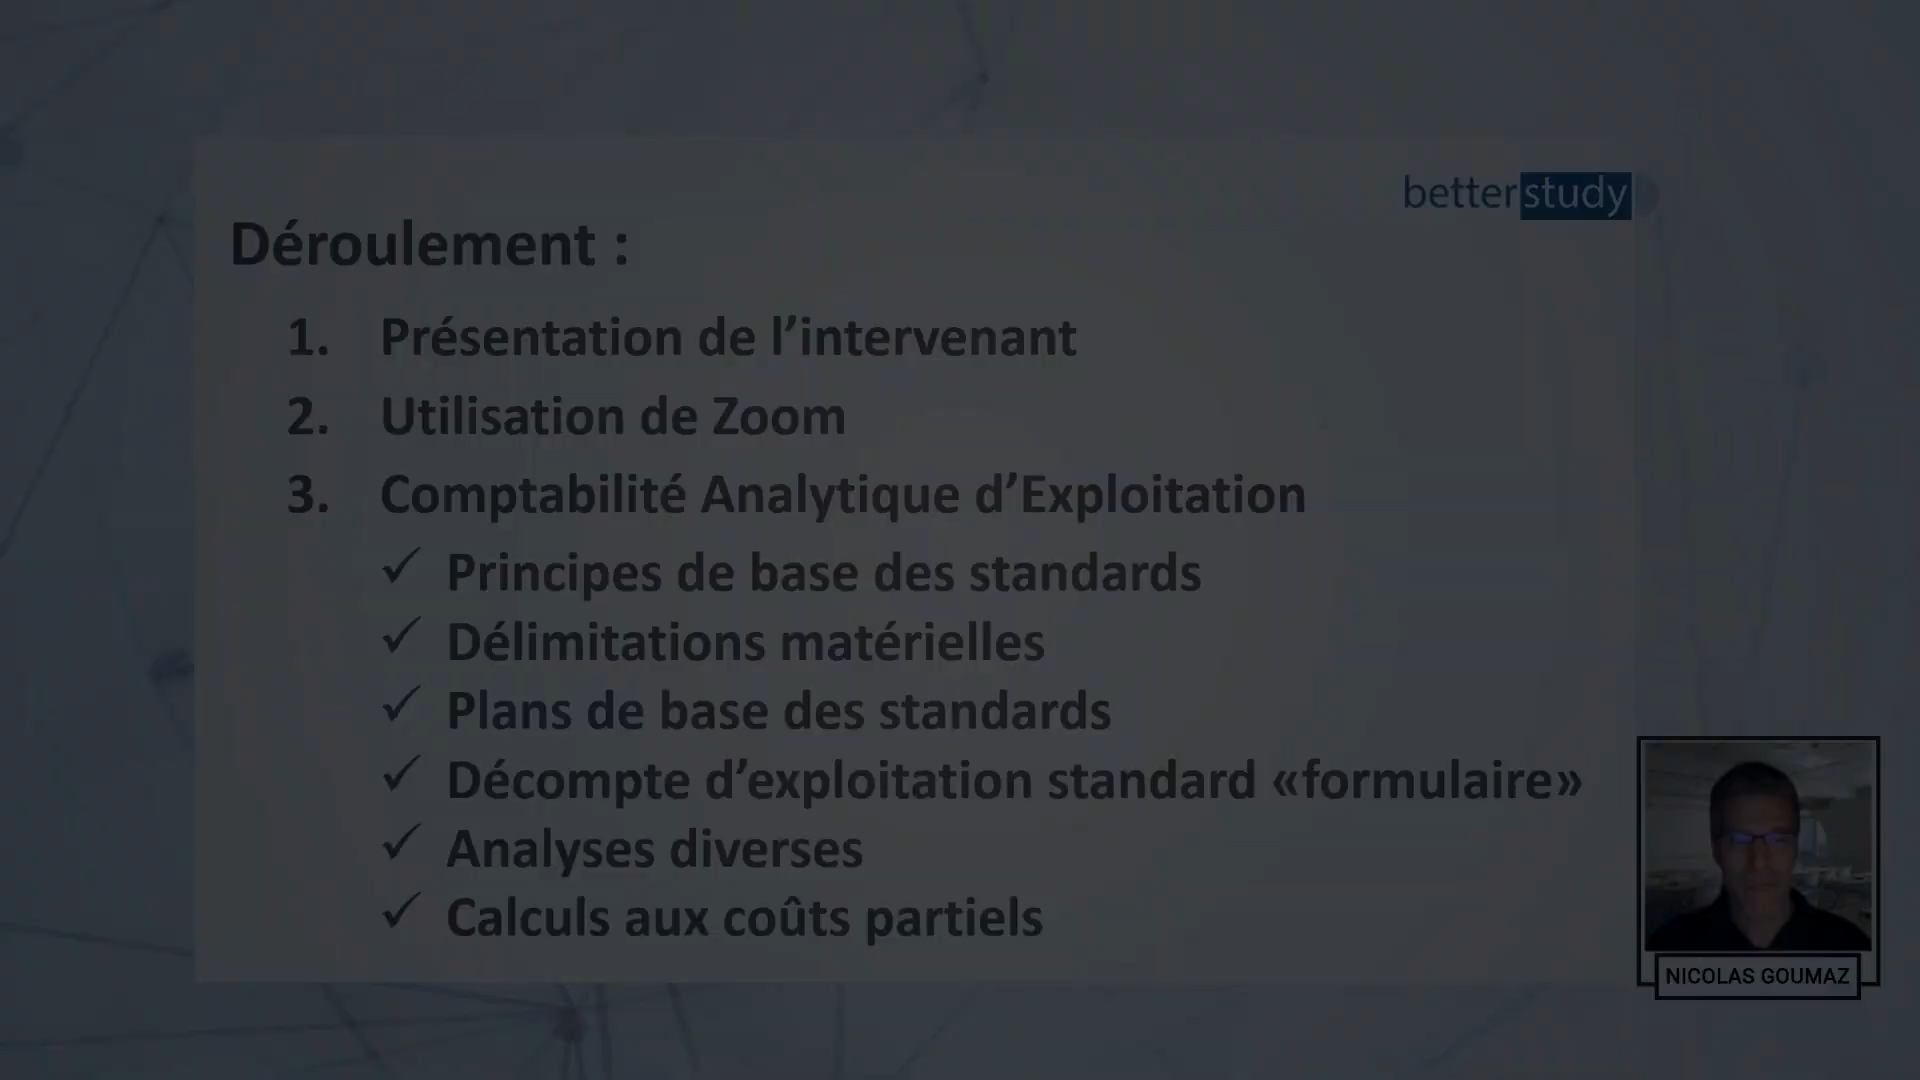 betterstudy
Déroulement :
1. Présentation de l’intervenant
2. Utilisation de Zoom
3. Comptabilité Analytique d’Exploitation
✓ Principes de base des standards
✓ Délimitations matérielles
✓ Plans de base des standards
✓ Décompte d’exploitation standard «formulaire»
✓ Analyses diverses
✓ Calculs aux coûts partiels
NICOLAS GOUMAZ